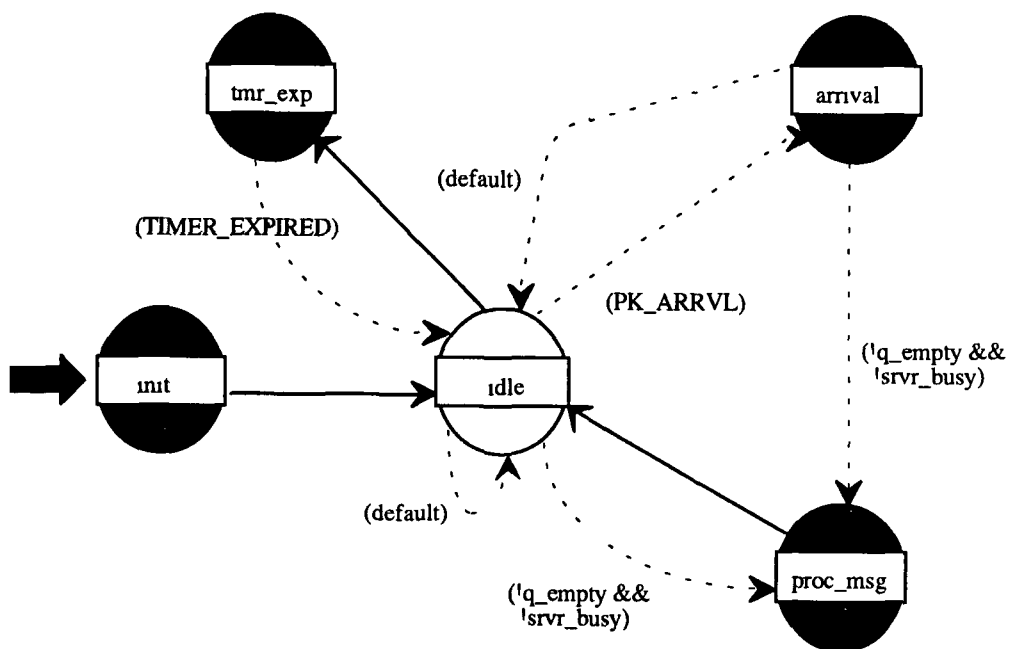 tmr_exp
arrival
(default)
(TIMER_EXPIRED)
(PK_ARRVL)
init
idle
(!q_empty &&
!srvr_busy)
(default)
proc_msg
(!q_empty &&
!srvr_busy)